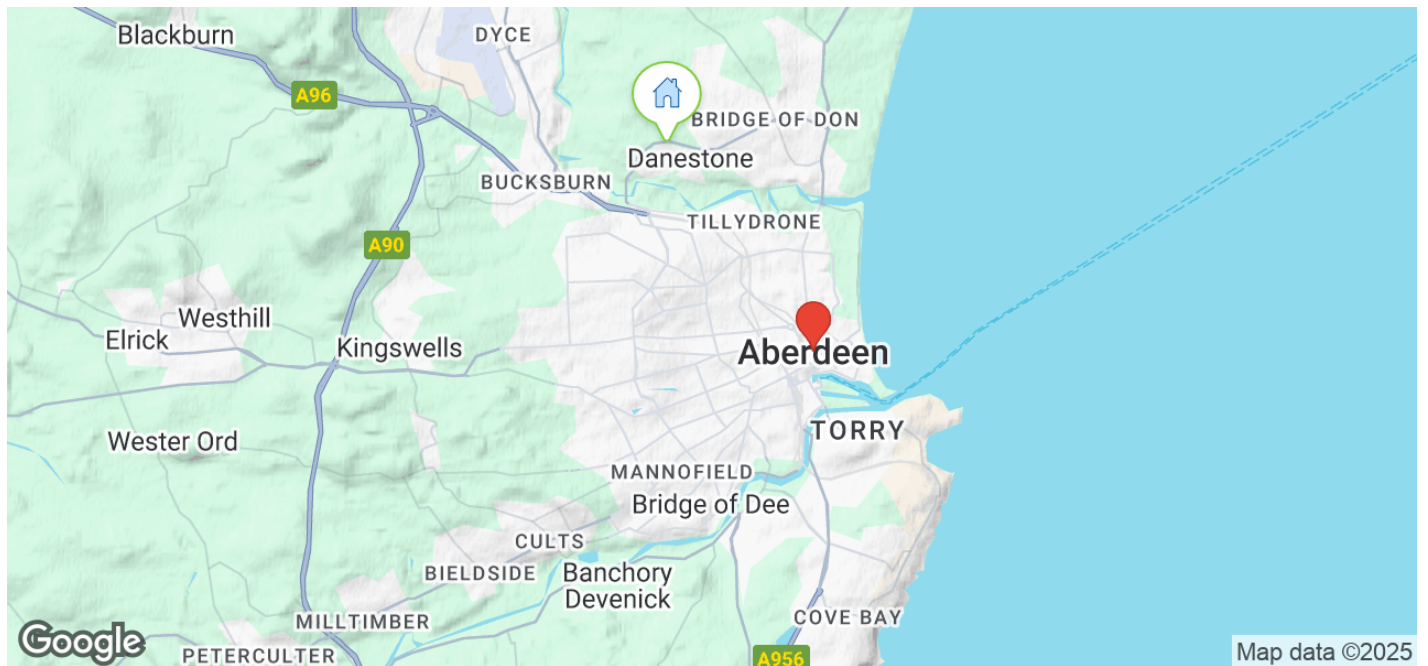 Blackburn
DYCE
A96
BRIDGE OF DON
Danestone
BUCKSBURN
TILLYDRONE
A90
Westhill
Elrick
Kingswells
Aberdeen
TORRY
Wester Ord
MANNOFIELD
Bridge of Dee
CULTS
BIELDSIDE
Banchory
Devenick
MILLTIMBER
COVE BAY
Google
PETERCULTER
A956
Map data ©2025